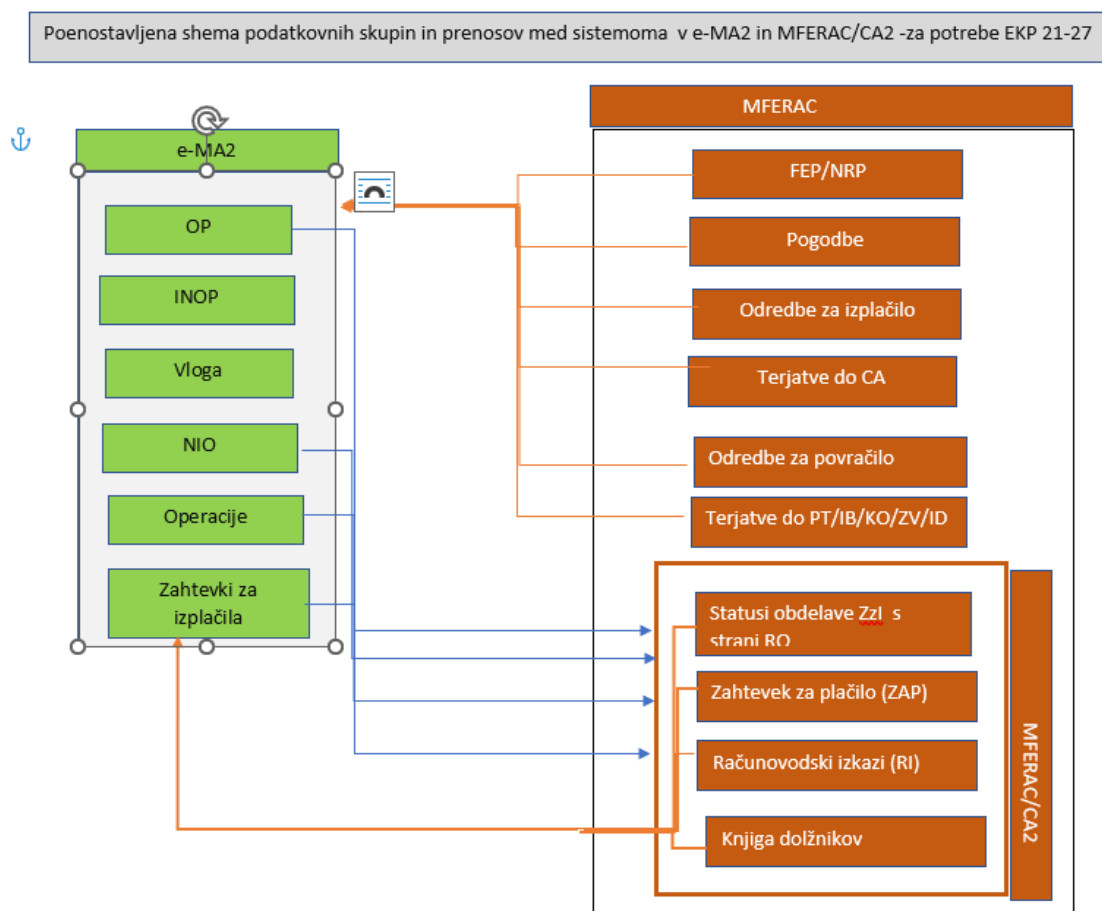 Poenostavljena shema podatkovnih skupin in prenosov med sistemoma v e-MA2 in MFERAC/CA2 -za potrebe EKP 21-27
e-MA2
OP
INOP
Vloga
NIO
Operacije
Zahtevki za
izplačila
MFERAC
FEP/NRP
Pogodbe
Odredbe za izplačilo
Terjatve do CA
Odredbe za povračilo
Terjatve do PT/IB/KO/ZV/ID
Statusi obdelave ZzI s
strani RO
Zahtevek za plačilo (ZAP)
Računovodski izkazi (RI)
Knjiga dolžnikov
MFERAC/CA2